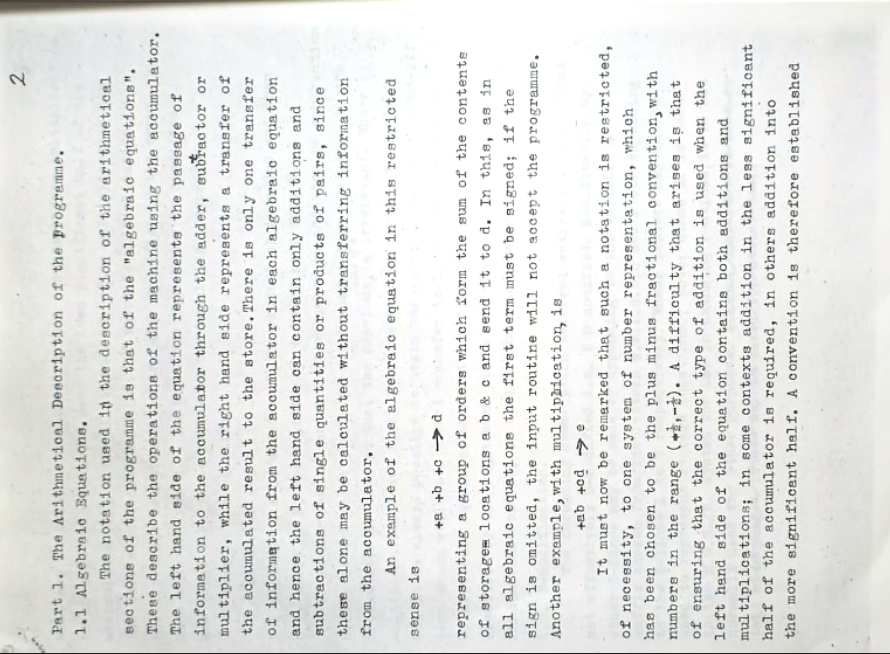 2
Part 1. The Arithmetical Description of the Programme.
1.1 Algebraic Equations.
The notation used in the description of the arithmetical
sections of the programme is that of the "algebraic equations".
These describe the operations of the machine using the accumulator.
The left hand side of the equation represents the passage of
information to the accumulator through the adder, subtractor or
multiplier, while the right hand side represents a transfer of
the accumulated result to the store.There is only one transfer
of information from the accumulator in each algebraic equation
and hence the left hand side can contain only additions and
subtractions of single quantities or products of pairs, since
these alone may be calculated without transferring information
from the accumulator.
An example of the algebraic equation in this restricted
sense is
+a +b +c → d
representing a group of orders which form the sum of the contents
of storage locations a b & c and send it to d. In this, as in
all algebraic equations the first term must be signed; if the
sign is omitted, the input routine will not accept the programme.
Another example,with multiplication, is
+ab +cd → e
It must now be remarked that such a notation is restricted,
of necessity, to one system of number representation, which
has been chosen to be the plus minus fractional convention,with
numbers in the range (+½,-½). A difficulty that arises is that
of ensuring that the correct type of addition is used when the
left hand side of the equation contains both additions and
multiplications; in some contexts addition in the less significant
half of the accumulator is required, in others addition into
the more significant half. A convention is therefore established